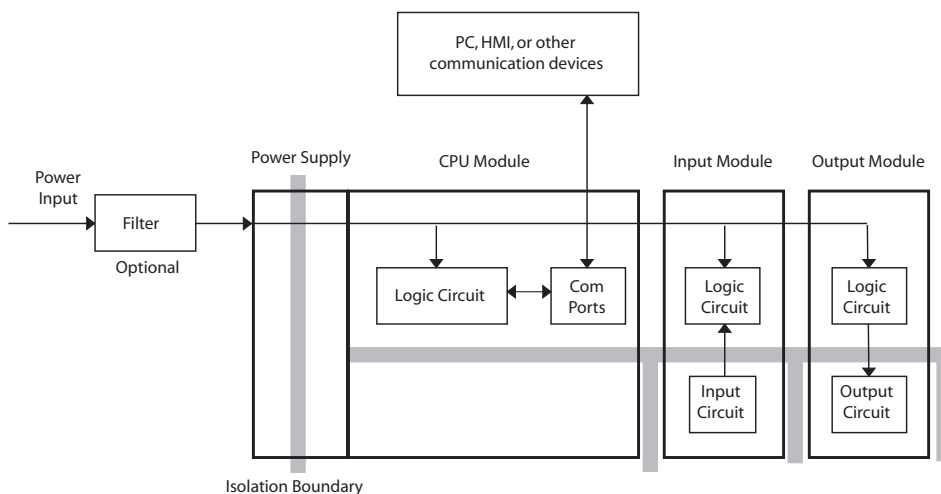 PC, HMI, or other
communication devices
Power Supply
CPU Module
Input Module
Output Module
Power
Input
Filter
Optional
Logic Circuit
Com
Ports
Logic
Circuit
Logic
Circuit
Input
Circuit
Output
Circuit
Isolation Boundary